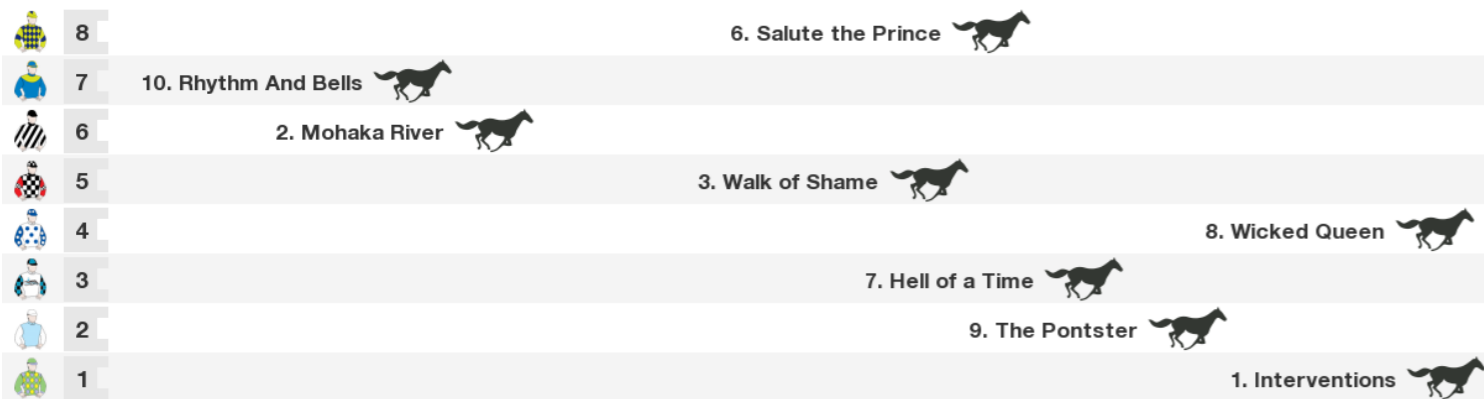 8 6. Salute the Prince
7 10. Rhythm And Bells
6 2. Mohaka River
5 3. Walk of Shame
4 8. Wicked Queen
3 7. Hell of a Time
2 9. The Pontster
1 1. Interventions